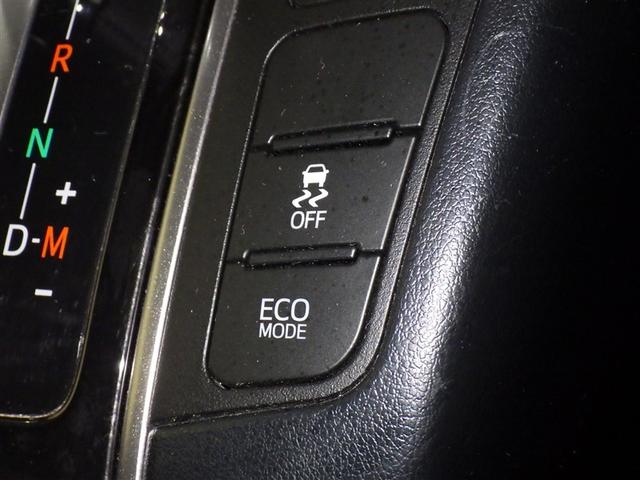 R
N
+
D-M
-
OFF
ECO
MODE